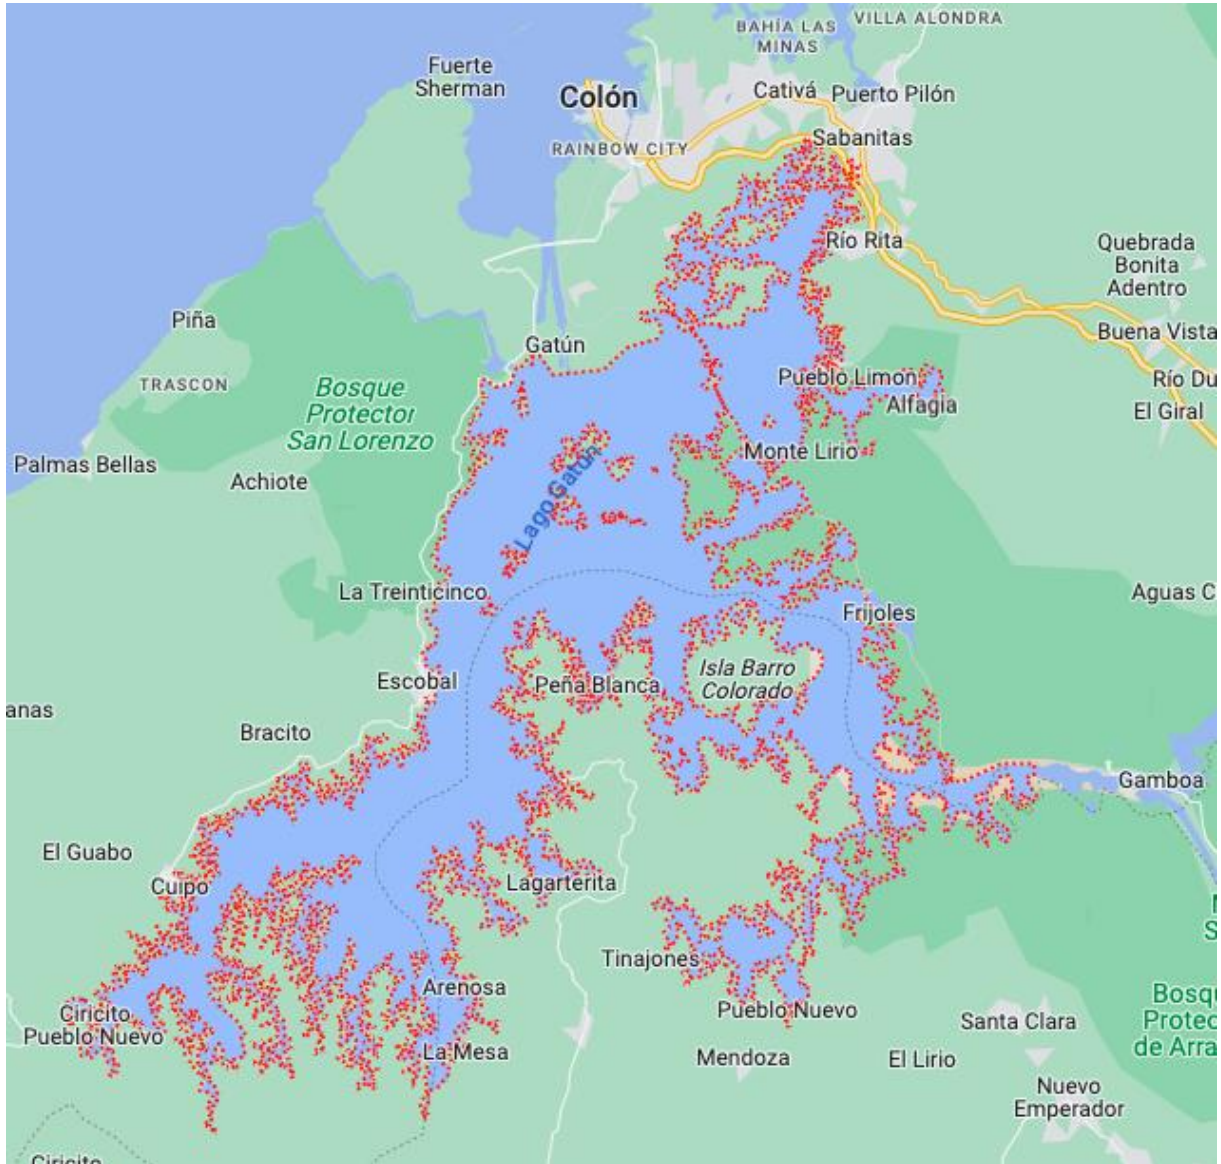 BAHÍA LAS
MINAS
VILLA ALONDRA
Fuerte
Sherman
Colón
Cativá
Puerto Pilón
RAINBOW CITY
Sabanitas
Río Rita
Quebrada
Bonita
Adentro
Piña
Gatún
Buena Vista
TRASCON
Bosque
Protector
San Lorenzo
Pueblo Limon
Alfagia
Río Du
El Giral
Palmas Bellas
Achiote
Lago Gatún
Monte Lirio
La Treinticinco
Frijoles
Aguas C
Escobal
Peña Blanca
Isla Barro
Colorado
anas
Bracito
Gamboa
El Guabo
Cuipo
Lagarterita
Tinajones
Arenosa
Pueblo Nuevo
Ciricito
Pueblo Nuevo
La Mesa
Mendoza
Santa Clara
El Lirio
Bosqu
Protec
de Arra
Nuevo
Emperador
Ciricito